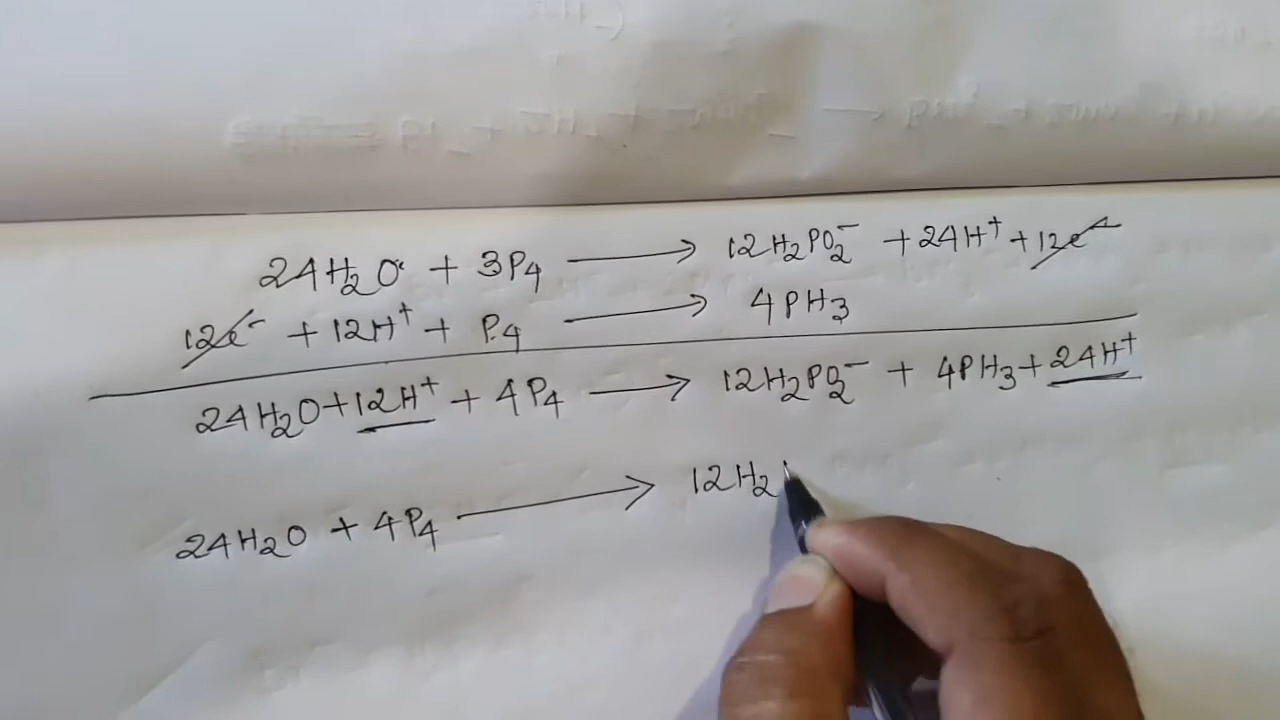 24H₂O + 3P₄ ⟶ 12H₂PO₂⁻ + 24H⁺ + 12e⁻
12e⁻ + 12H⁺ + P₄ ⟶ 4PH₃
24H₂O + 12H⁺ + 4P₄ ⟶ 12H₂PO₂⁻ + 4PH₃ + 24H⁺
24H₂O + 4P₄ ⟶ 12H₂